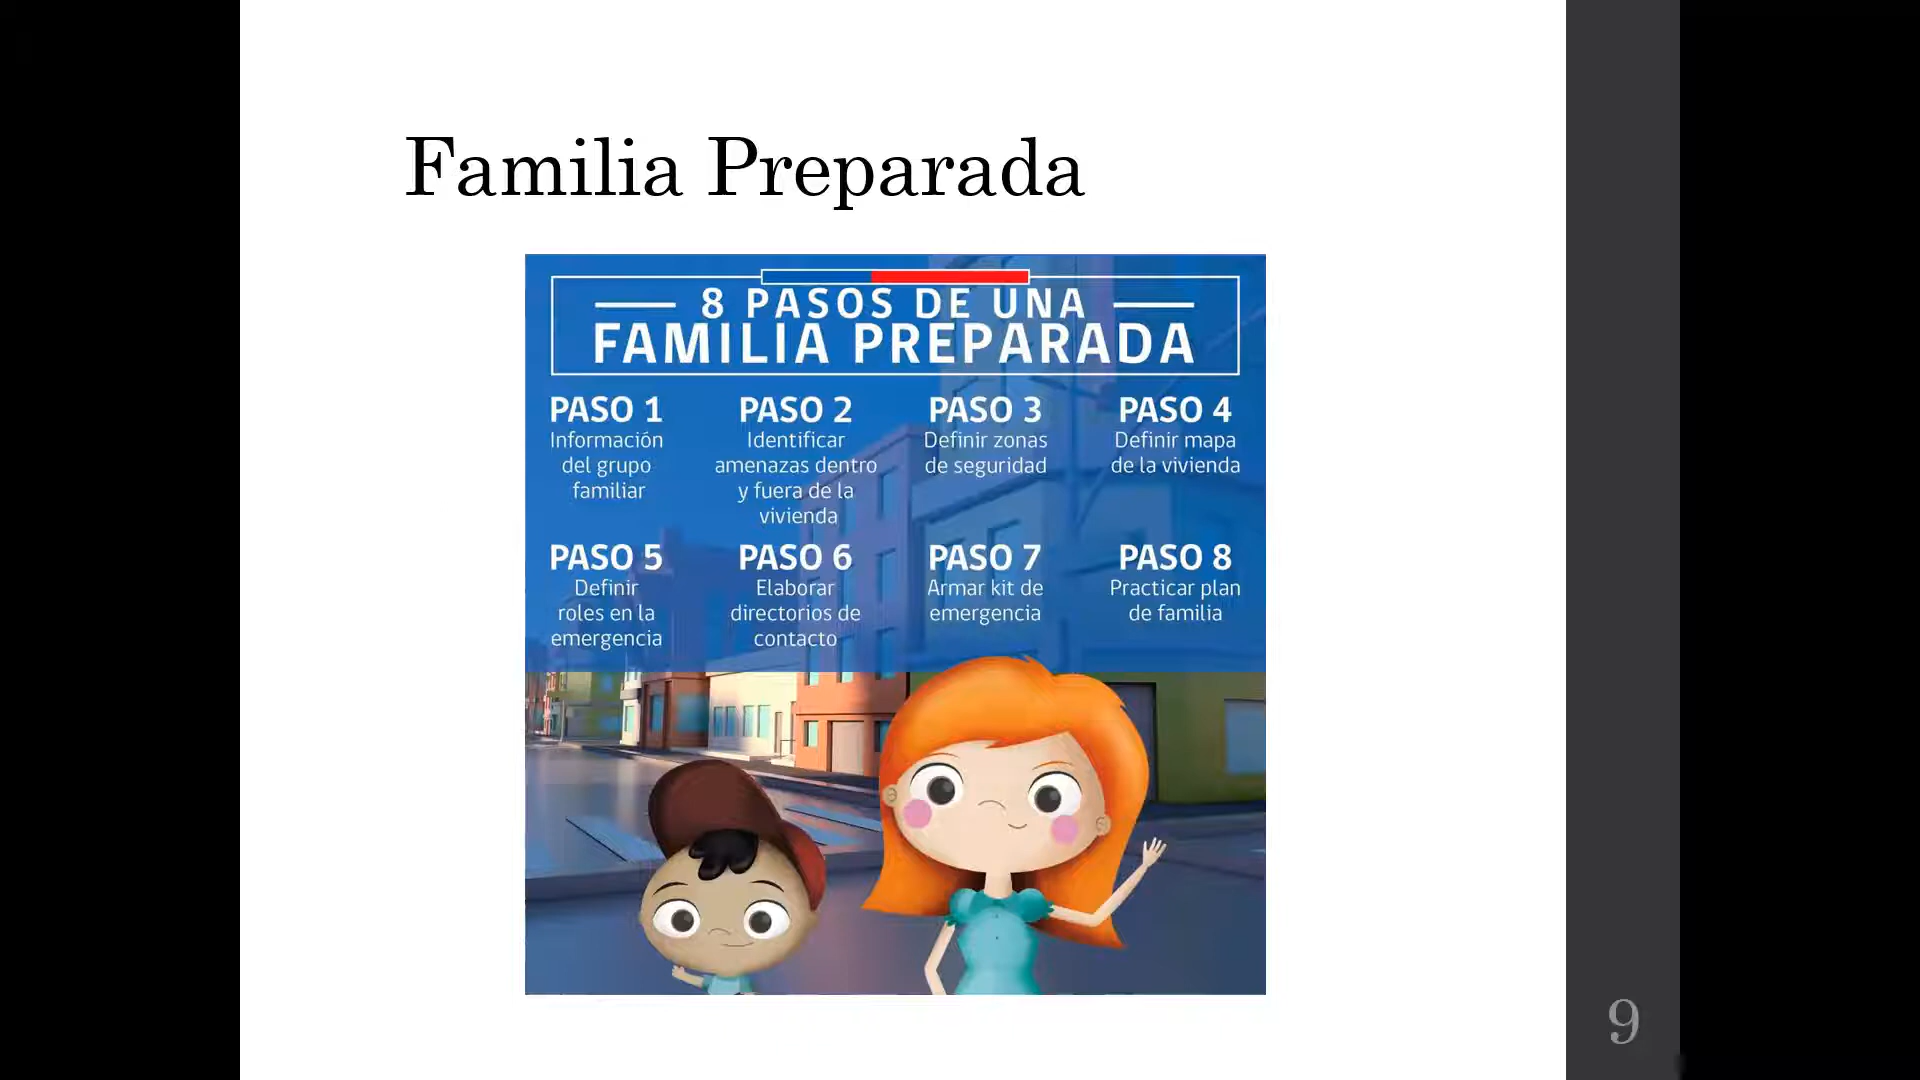 Familia Preparada
8 PASOS DE UNA
FAMILIA PREPARADA
PASO 1
Información
del grupo
familiar
PASO 2
Identificar
amenazas dentro
y fuera de la
vivienda
PASO 3
Definir zonas
de seguridad
PASO 4
Definir mapa
de la vivienda
PASO 5
Definir
roles en la
emergencia
PASO 6
Elaborar
directorios de
contacto
PASO 7
Armar kit de
emergencia
PASO 8
Practicar plan
de familia
9